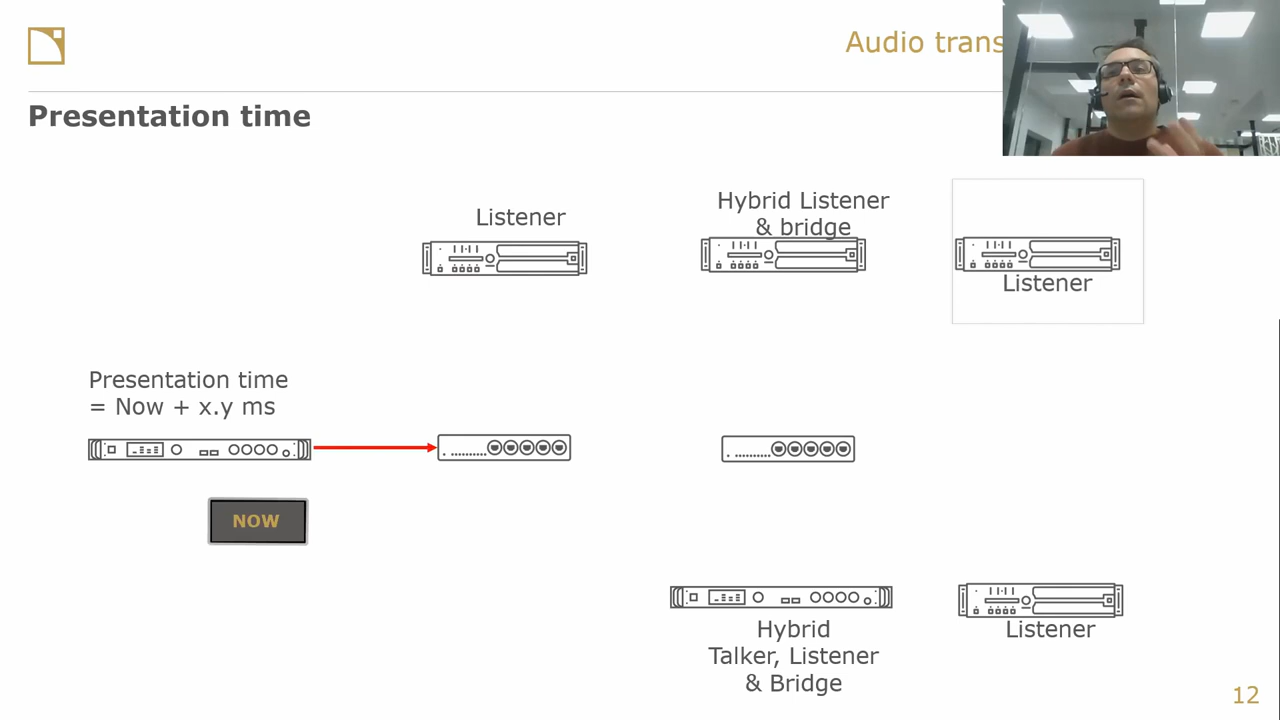 Audio trans
Presentation time
Listener
Hybrid Listener
& bridge
Listener
Presentation time
= Now + x.y ms
NOW
Hybrid
Talker, Listener
& Bridge
Listener
12